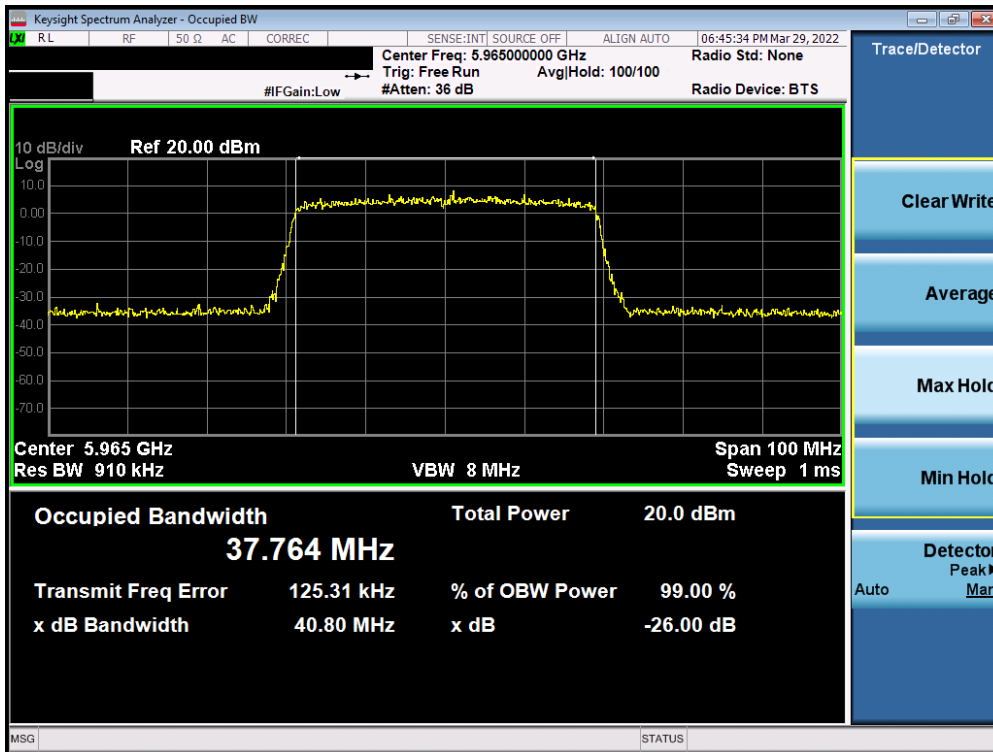 Keysight Spectrum Analyzer - Occupied BW
LXI RL RF 50 Ω AC CORREC SENSE:INT SOURCE OFF ALIGN AUTO 06:45:34 PM Mar 29, 2022
Center Freq: 5.965000000 GHz Radio Std: None
Trig: Free Run Avg|Hold: 100/100
#IFGain:Low #Atten: 36 dB Radio Device: BTS
10 dB/div Ref 20.00 dBm
Log
10.0
0.00
-10.0
-20.0
-30.0
-40.0
-50.0
-60.0
-70.0
Center 5.965 GHz Span 100 MHz
Res BW 910 kHz VBW 8 MHz Sweep 1 ms
Occupied Bandwidth Total Power 20.0 dBm
37.764 MHz
Transmit Freq Error 125.31 kHz % of OBW Power 99.00 %
x dB Bandwidth 40.80 MHz x dB -26.00 dB
MSG STATUS
Trace/Detector
Clear Write
Average
Max Hold
Min Hold
Detector
Peak
Auto Man